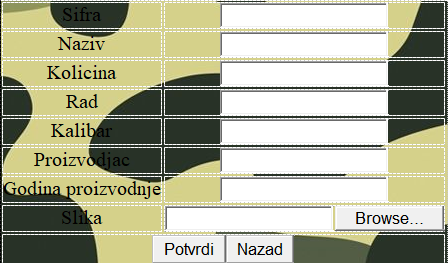 Sifra
Naziv
Kolicina
Rad
Kalibar
Proizvodjac
Godina proizvodnje
Slika Browse...
Potvrdi Nazad